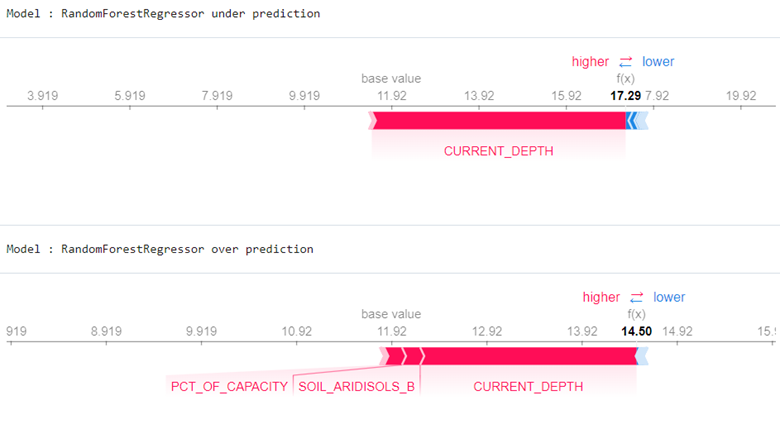 Model : RandomForestRegressor under prediction
higher ⇄ lower
base value f(x)
3.919 5.919 7.919 9.919 11.92 13.92 15.92 17.29 7.92 19.92
CURRENT_DEPTH
Model : RandomForestRegressor over prediction
higher ⇄ lower
base value f(x)
919 8.919 9.919 10.92 11.92 12.92 13.92 14.50 14.92 15.9
PCT_OF_CAPACITY SOIL_ARIDISOLS_B CURRENT_DEPTH